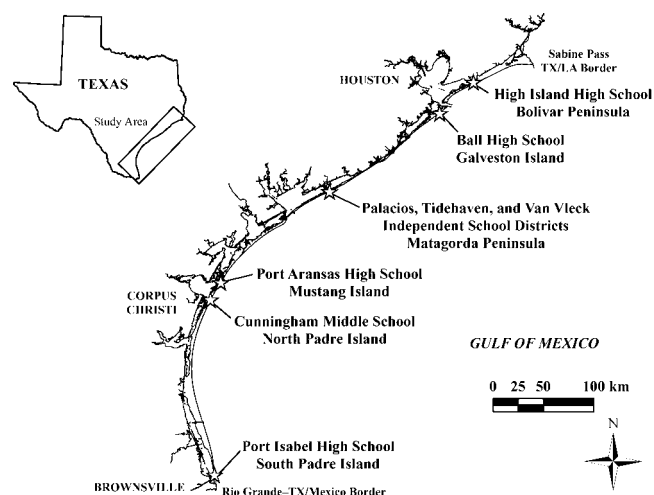 TEXAS
Study Area
HOUSTON
Sabine Pass
TX/LA Border
High Island High School
Bolivar Peninsula
Ball High School
Galveston Island
Palacios, Tidehaven, and Van Vleck
Independent School Districts
Matagorda Peninsula
Port Aransas High School
Mustang Island
CORPUS
CHRISTI
Cunningham Middle School
North Padre Island
GULF OF MEXICO
0 25 50 100 km
N
Port Isabel High School
South Padre Island
BROWNSVILLE
Rio Grande–TX/Mexico Border